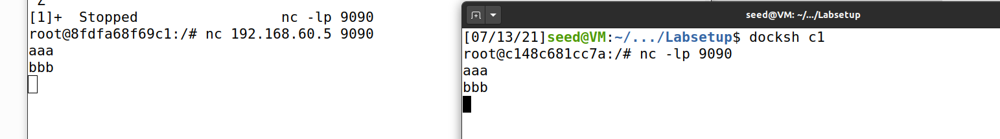 [1]+  Stopped                 nc -lp 9090
root@8fdfa68f69c1:/# nc 192.168.60.5 9090
aaa
bbb
seed@VM: ~/.../Labsetup
[07/13/21]seed@VM:~/.../Labsetup$ docksh c1
root@c148c681cc7a:/# nc -lp 9090
aaa
bbb